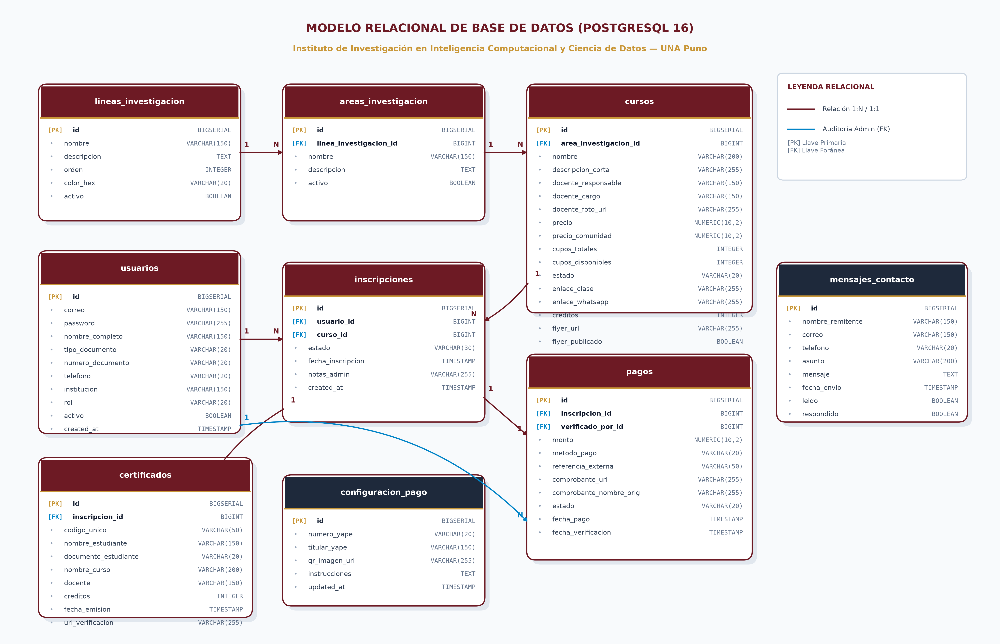 MODELO RELACIONAL DE BASE DE DATOS (POSTGRESQL 16)
Instituto de Investigación en Inteligencia Computacional y Ciencia de Datos — UNA Puno
lineas_investigacion
[PK] id BIGSERIAL
• nombre VARCHAR(150)
• descripcion TEXT
• orden INTEGER
• color_hex VARCHAR(20)
• activo BOOLEAN
1 N
areas_investigacion
[PK] id BIGSERIAL
[FK] linea_investigacion_id BIGINT
• nombre VARCHAR(150)
• descripcion TEXT
• activo BOOLEAN
1 N
cursos
[PK] id BIGSERIAL
[FK] area_investigacion_id BIGINT
• nombre VARCHAR(200)
• descripcion_corta VARCHAR(255)
• docente_responsable VARCHAR(150)
• docente_cargo VARCHAR(150)
• docente_foto_url VARCHAR(255)
• precio NUMERIC(10,2)
• precio_comunidad NUMERIC(10,2)
• cupos_totales INTEGER
• cupos_disponibles INTEGER
1
• estado VARCHAR(20)
• enlace_clase VARCHAR(255)
• enlace_whatsapp VARCHAR(255)
• creditos INTEGER
• flyer_url VARCHAR(255)
• flyer_publicado BOOLEAN
LEYENDA RELACIONAL
Relación 1:N / 1:1
Auditoría Admin (FK)
[PK] Llave Primaria
[FK] Llave Foránea
usuarios
[PK] id BIGSERIAL
• correo VARCHAR(150)
• password VARCHAR(255)
• nombre_completo VARCHAR(150)
• tipo_documento VARCHAR(20)
• numero_documento VARCHAR(20)
• telefono VARCHAR(20)
• institucion VARCHAR(150)
• rol VARCHAR(20)
• activo BOOLEAN
• created_at TIMESTAMP
1 N
1
inscripciones
[PK] id BIGSERIAL
N
[FK] usuario_id BIGINT
[FK] curso_id BIGINT
• estado VARCHAR(30)
• fecha_inscripcion TIMESTAMP
• notas_admin VARCHAR(255)
• created_at TIMESTAMP
1
1
mensajes_contacto
[PK] id BIGSERIAL
• nombre_remitente VARCHAR(150)
• correo VARCHAR(150)
• telefono VARCHAR(20)
• asunto VARCHAR(200)
• mensaje TEXT
• fecha_envio TIMESTAMP
• leido BOOLEAN
• respondido BOOLEAN
pagos
[PK] id BIGSERIAL
[FK] inscripcion_id BIGINT
1
[FK] verificado_por_id BIGINT
• monto NUMERIC(10,2)
• metodo_pago VARCHAR(20)
• referencia_externa VARCHAR(50)
• comprobante_url VARCHAR(255)
• comprobante_nombre_orig VARCHAR(255)
• estado VARCHAR(20)
N
• fecha_pago TIMESTAMP
• fecha_verificacion TIMESTAMP
certificados
[PK] id BIGSERIAL
[FK] inscripcion_id BIGINT
• codigo_unico VARCHAR(50)
• nombre_estudiante VARCHAR(150)
• documento_estudiante VARCHAR(20)
• nombre_curso VARCHAR(200)
• docente VARCHAR(150)
• creditos INTEGER
• fecha_emision TIMESTAMP
• url_verificacion VARCHAR(255)
configuracion_pago
[PK] id BIGSERIAL
• numero_yape VARCHAR(20)
• titular_yape VARCHAR(150)
• qr_imagen_url VARCHAR(255)
• instrucciones TEXT
• updated_at TIMESTAMP